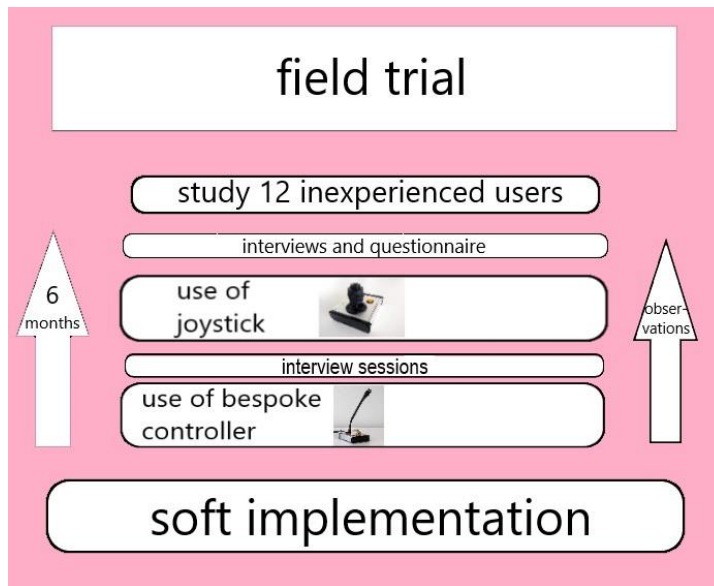 field trial
study 12 inexperienced users
interviews and questionnaire
6
months
use of
joystick
obser-
vations
interview sessions
use of bespoke
controller
soft implementation